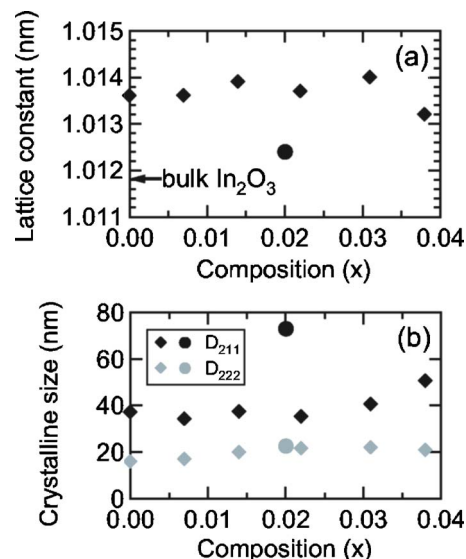 1.015
(a)
1.014
1.013
1.012
bulk In₂O₃
1.011
Lattice constant (nm)
0.00 0.01 0.02 0.03 0.04
Composition (x)
80
(b)
D₂₁₁
D₂₂₂
60
40
20
0
Crystalline size (nm)
0.00 0.01 0.02 0.03 0.04
Composition (x)